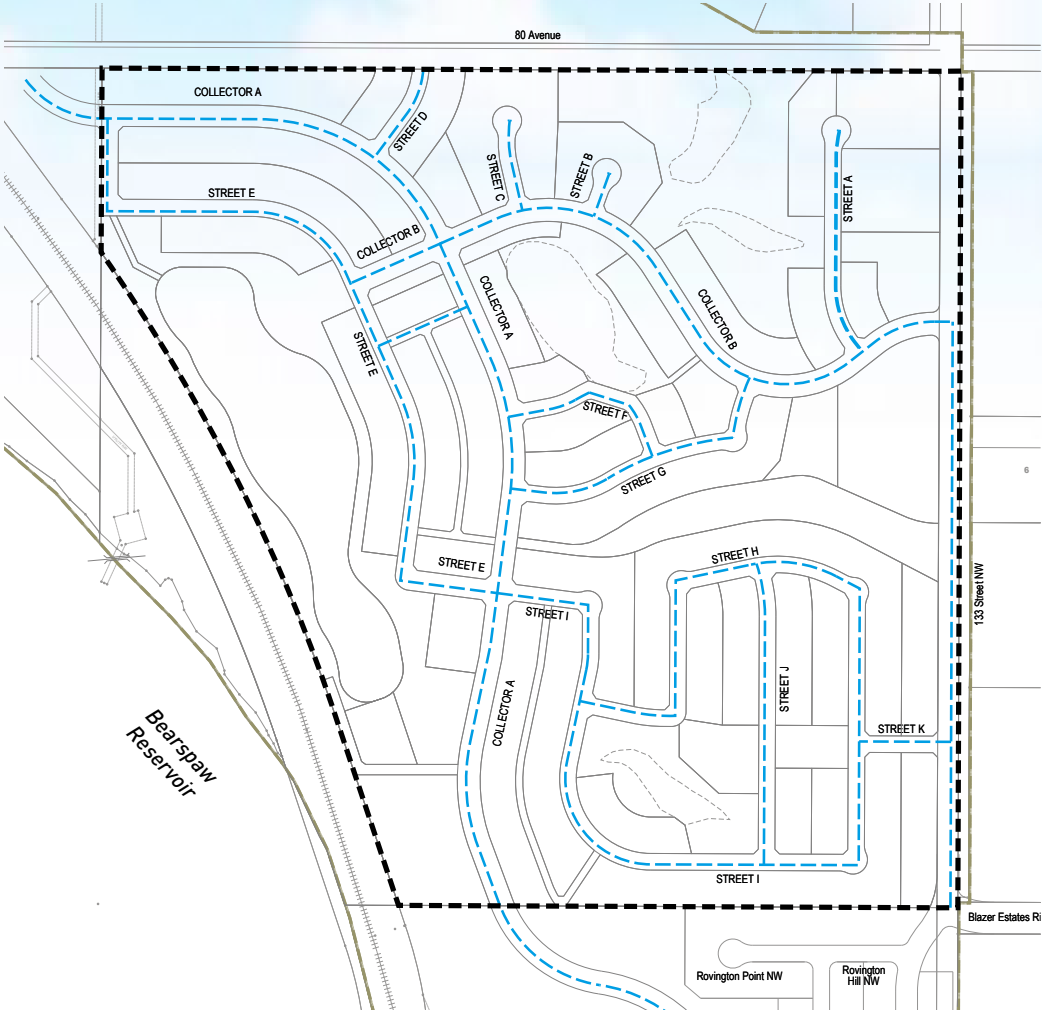 80 Avenue
COLLECTOR A
STREET D
STREET C
STREET B
STREET A
STREET E
COLLECTOR B
COLLECTOR A
COLLECTOR B
STREET E
STREET F
STREET G
6
STREET H
STREET E
STREET I
133 Street NW
COLLECTOR A
STREET J
STREET K
Bearspaw
Reservoir
STREET I
Blazer Estates Ri
Rovington Point NW
Rovington
Hill NW